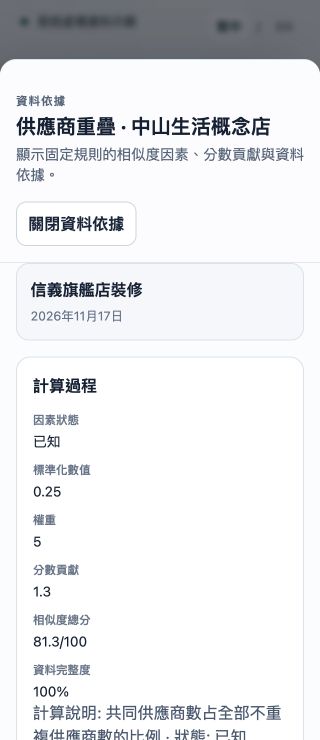 資料依據
供應商重疊 · 中山生活概念店
顯示固定規則的相似度因素、分數貢獻與資料
依據。
關閉資料依據
信義旗艦店裝修
2026年11月17日
計算過程
因素狀態
已知
標準化數值
0.25
權重
5
分數貢獻
1.3
相似度總分
81.3/100
資料完整度
100%
計算說明: 共同供應商數占全部不重
複供應商數的比例 · 狀態: 已知